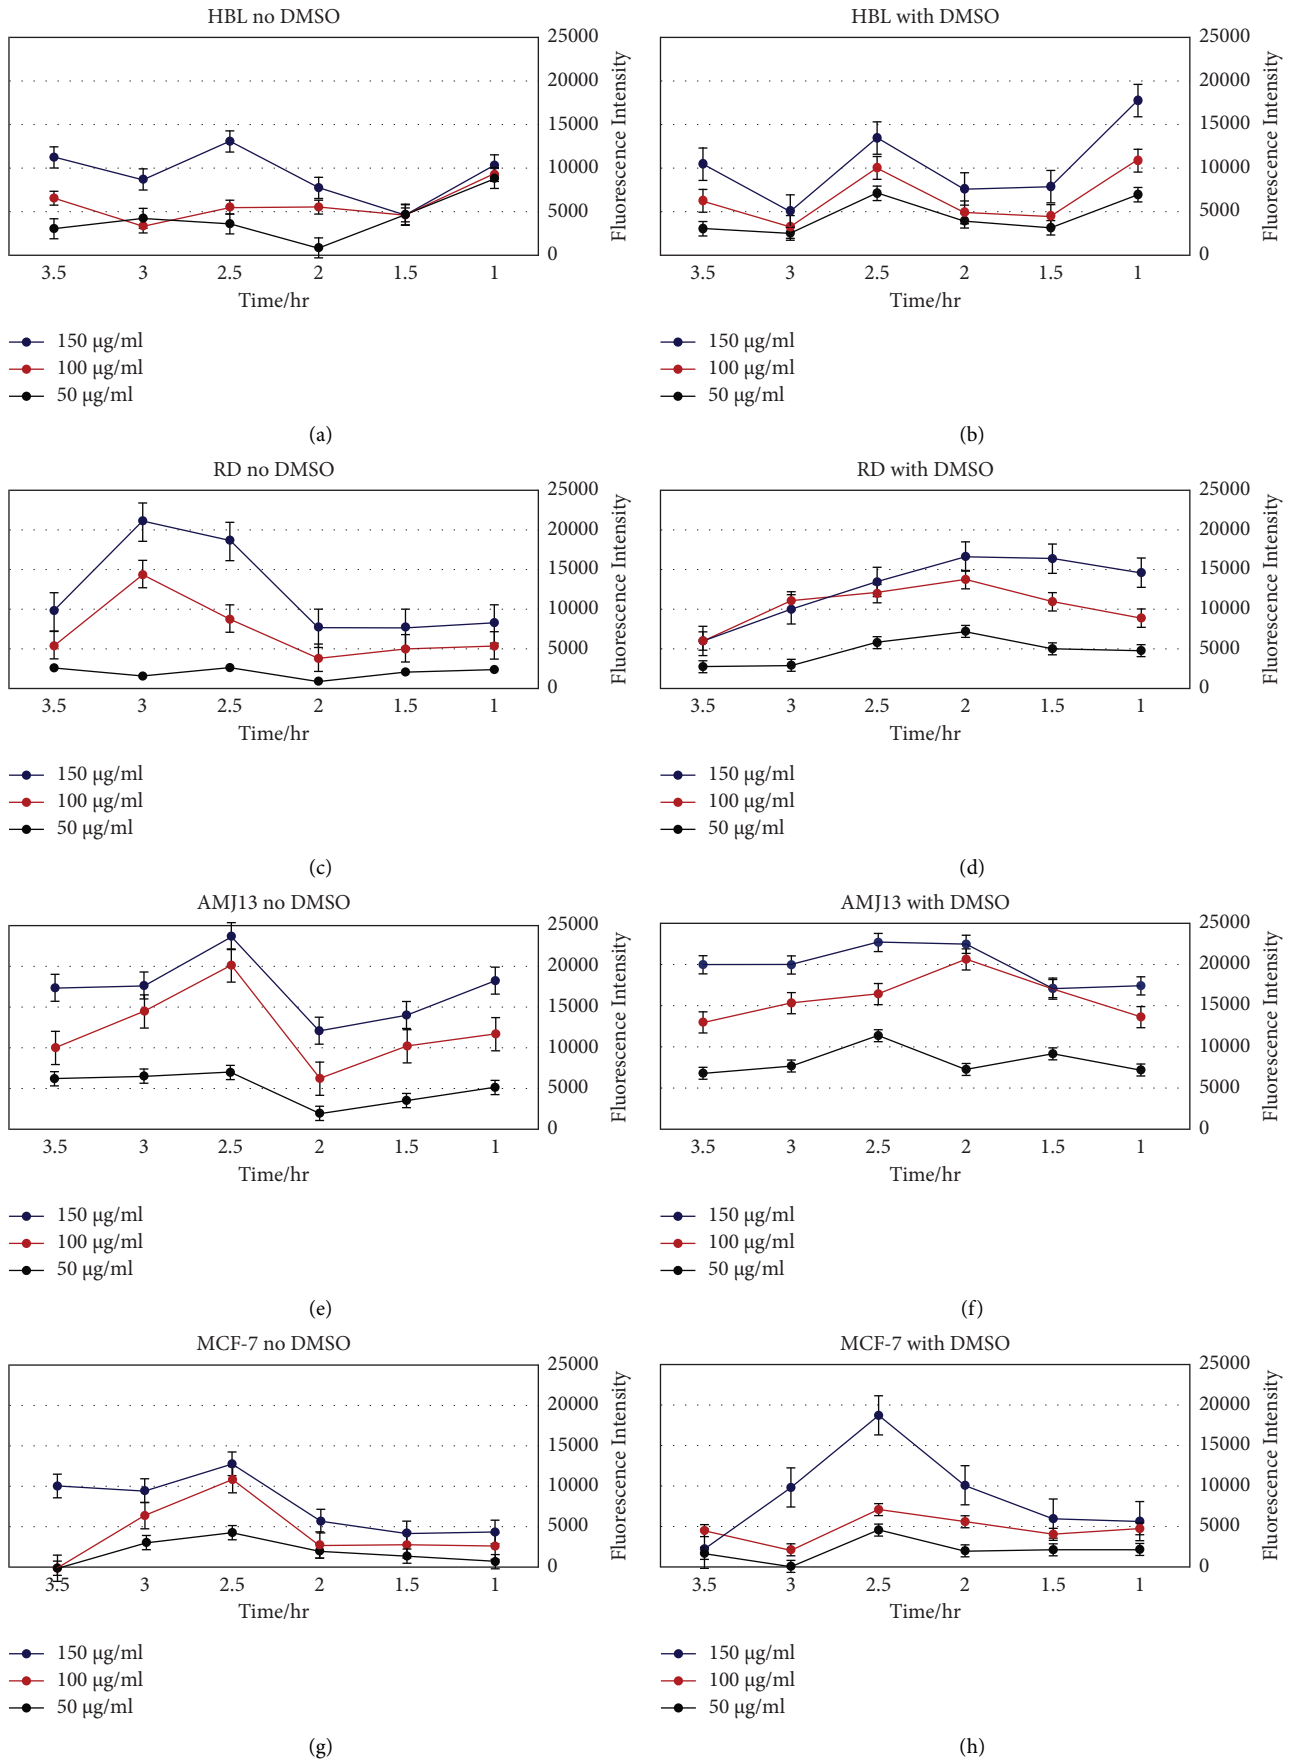 HBL no DMSO
25000
20000
15000
10000
5000
0
Fluorescence Intensity
3.5 3 2.5 2 1.5 1
Time/hr
150 µg/ml
100 µg/ml
50 µg/ml
(a)
HBL with DMSO
25000
20000
15000
10000
5000
0
Fluorescence Intensity
3.5 3 2.5 2 1.5 1
Time/hr
150 µg/ml
100 µg/ml
50 µg/ml
(b)
RD no DMSO
25000
20000
15000
10000
5000
0
Fluorescence Intensity
3.5 3 2.5 2 1.5 1
Time/hr
150 µg/ml
100 µg/ml
50 µg/ml
(c)
RD with DMSO
25000
20000
15000
10000
5000
0
Fluorescence Intensity
3.5 3 2.5 2 1.5 1
Time/hr
150 µg/ml
100 µg/ml
50 µg/ml
(d)
AMJ13 no DMSO
25000
20000
15000
10000
5000
0
Fluorescence Intensity
3.5 3 2.5 2 1.5 1
Time/hr
150 µg/ml
100 µg/ml
50 µg/ml
(e)
AMJ13 with DMSO
25000
20000
15000
10000
5000
0
Fluorescence Intensity
3.5 3 2.5 2 1.5 1
Time/hr
150 µg/ml
100 µg/ml
50 µg/ml
(f)
MCF-7 no DMSO
25000
20000
15000
10000
5000
0
Fluorescence Intensity
3.5 3 2.5 2 1.5 1
Time/hr
150 µg/ml
100 µg/ml
50 µg/ml
(g)
MCF-7 with DMSO
25000
20000
15000
10000
5000
0
Fluorescence Intensity
3.5 3 2.5 2 1.5 1
Time/hr
150 µg/ml
100 µg/ml
50 µg/ml
(h)